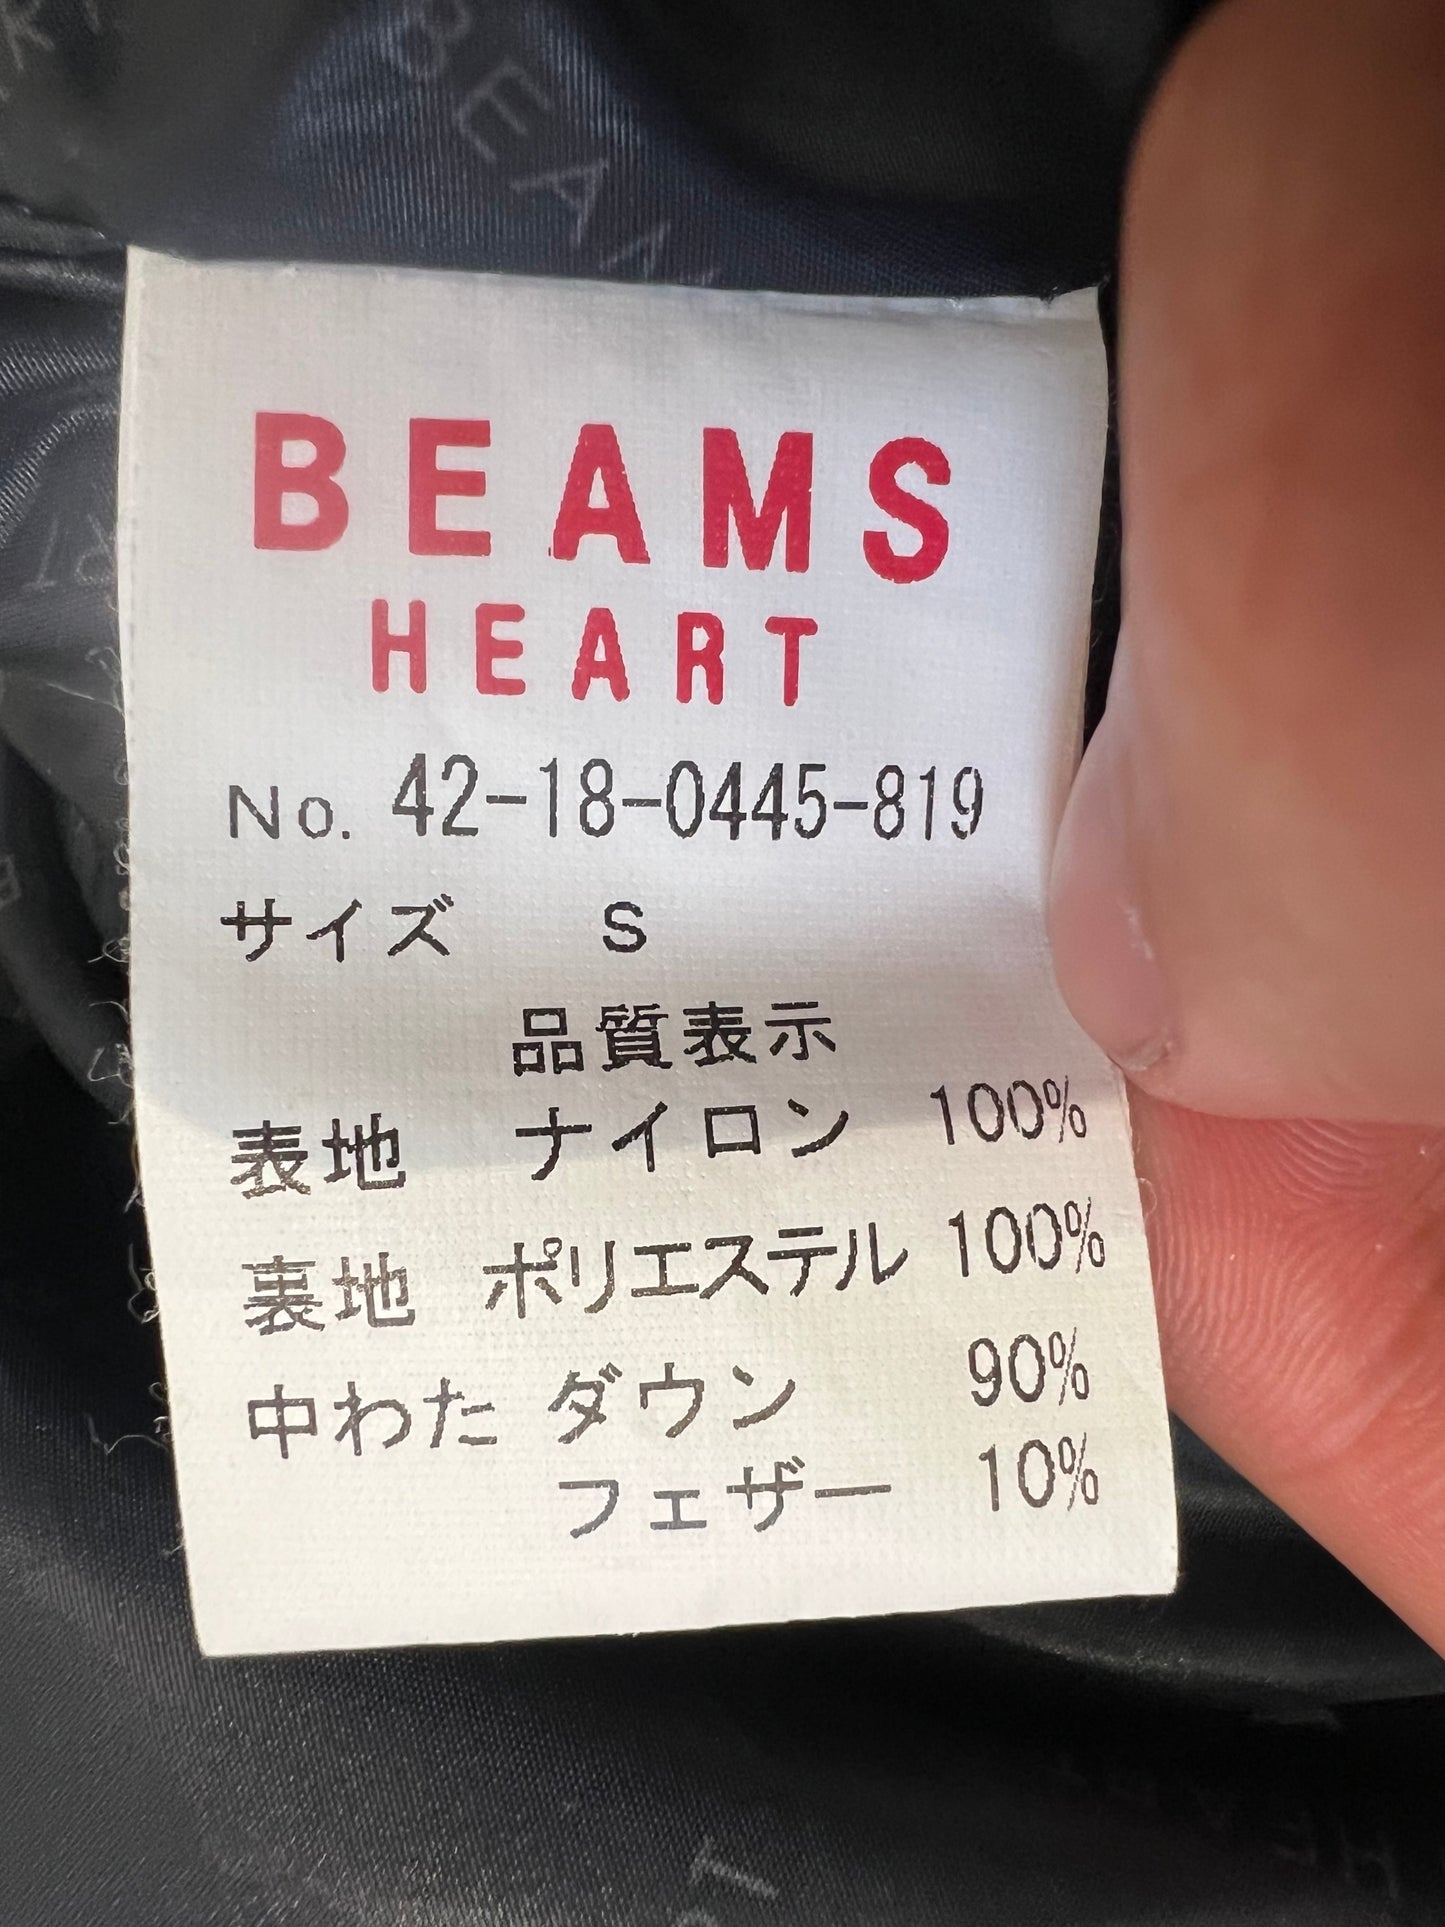 BEAMS
HEART
No. 42-18-0445-819
サイズ S
品質表示
表地 ナイロン 100%
裏地 ポリエステル 100%
中わた ダウン 90%
フェザー 10%